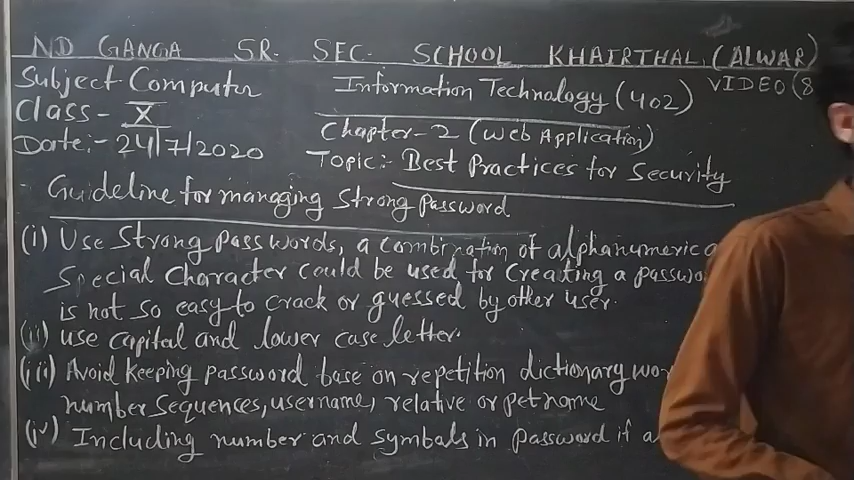 ND GANGA SR. SEC. SCHOOL KHAIRTHAL, (ALWAR)
Subject-Computer Information Technology (402) VIDEO (8
Class - X
Chapter-2 (Web Application)
Date:- 24/7/2020
Topic:- Best Practices for Security
Guideline for managing Strong Password
(i) Use Strong passwords, a combination of alphanumeric a
Special Character could be used for Creating a passwo
is not so easy to crack or guessed by other user.
(ii) use capital and lower case letter.
(iii) Avoid keeping password base on repetition dictionary wor
number sequences, username, relative or pet name
(iv) Including number and symbols in password if a